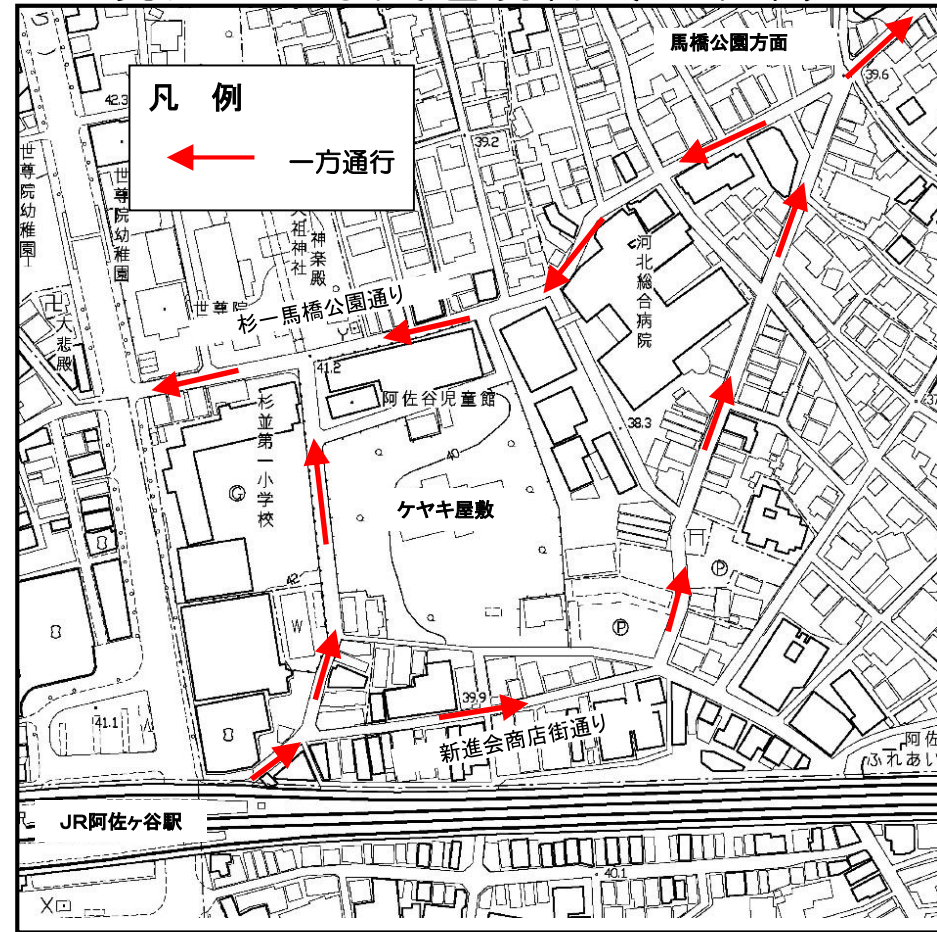 馬橋公園方面
39.6
凡 例
一方通行
42.3
39.2
世尊院幼稚園
世尊院幼稚園
神楽殿
祖神社
河北総合病院
世尊院
杉一馬橋公園通り
卍大悲殿
41.2
阿佐谷児童館
杉並第一小学校
38.3
37
40
G
ケヤキ屋敷
42
P
P
W
39.9
新進会商店街通り
41.1
阿佐
ふれあい
JR阿佐ヶ谷駅
40.1